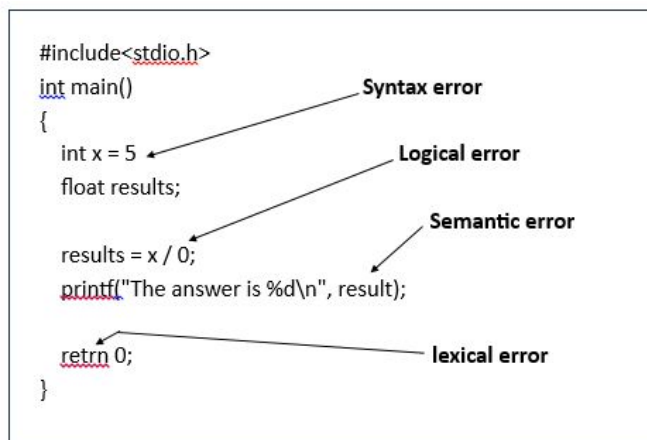 #include<stdio.h>
int main()
Syntax error
{
int x = 5
Logical error
float results;
Semantic error
results = x / 0;
printf("The answer is %d\n", result);
retrn 0;
lexical error
}